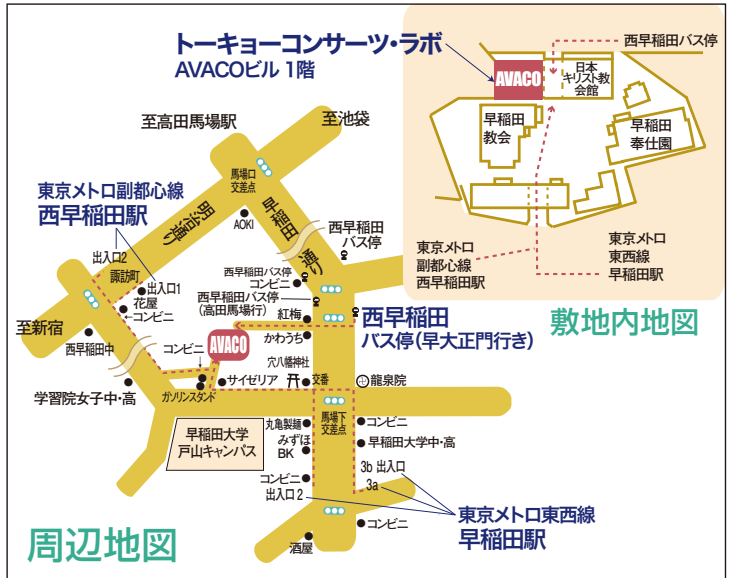 トーキョーコンサーツ・ラボ
AVACOビル 1階
西早稲田バス停
AVACO
日本
キリスト教
会館
早稲田
教会
早稲田
奉仕園
東京メトロ
副都心線
西早稲田駅
東京メトロ
東西線
早稲田駅
敷地内地図
至高田馬場駅
至池袋
馬場口
交差点
東京メトロ副都心線
西早稲田駅
明治通り
早稲田通り
AOKI
西早稲田
バス停
出入口2
諏訪町
出入口1
花屋
←コンビニ
西早稲田バス停
コンビニ
西早稲田バス停
(高田馬場行)
紅梅
かわうち
西早稲田
バス停(早大正門行き)
至新宿
西早稲田中
コンビニ
AVACO
穴八幡神社
学習院女子中・高
ガソリンスタンド
サイゼリア
交番
龍泉院
早稲田大学
戸山キャンパス
丸亀製麺
みずほ
BK
馬場下
交差点
コンビニ
早稲田大学中・高
コンビニ
出入口 2
3b 出入口
3a
東京メトロ東西線
早稲田駅
コンビニ
酒屋
周辺地図